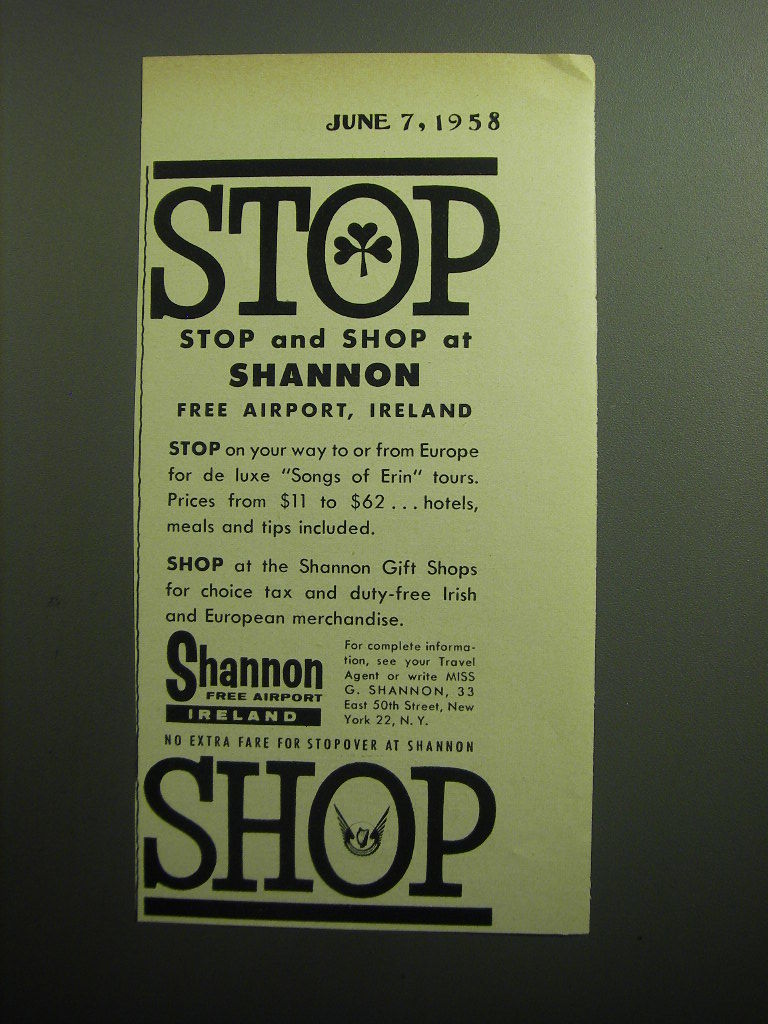 JUNE 7, 1958
STOP
STOP and SHOP at
SHANNON
FREE AIRPORT, IRELAND
STOP on your way to or from Europe
for de luxe "Songs of Erin" tours.
Prices from $11 to $62 . . . hotels,
meals and tips included.
SHOP at the Shannon Gift Shops
for choice tax and duty-free Irish
and European merchandise.
Shannon
FREE AIRPORT
IRELAND
For complete informa-
tion, see your Travel
Agent or write MISS
G. SHANNON, 33
East 50th Street, New
York 22, N. Y.
NO EXTRA FARE FOR STOPOVER AT SHANNON
SHOP